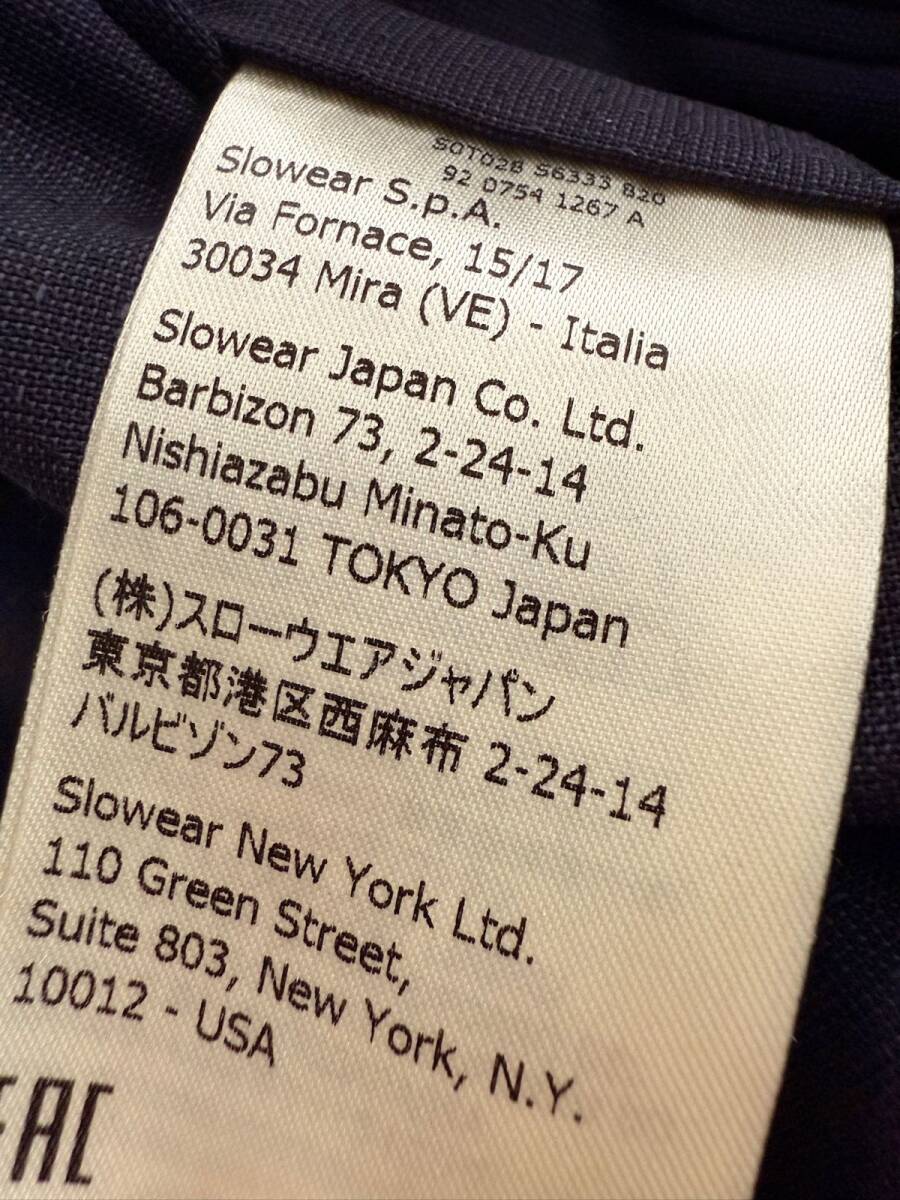 S0T028 S6333 B20
92 0754 1267 A
Slowear S.p.A.
Via Fornace, 15/17
30034 Mira (VE) - Italia
Slowear Japan Co. Ltd.
Barbizon 73, 2-24-14
Nishiazabu Minato-Ku
106-0031 TOKYO Japan
(株)スローウエアジャパン
東京都港区西麻布 2-24-14
バルビゾン73
Slowear New York Ltd.
110 Green Street,
Suite 803, New York, N.Y.
10012 - USA
EAC